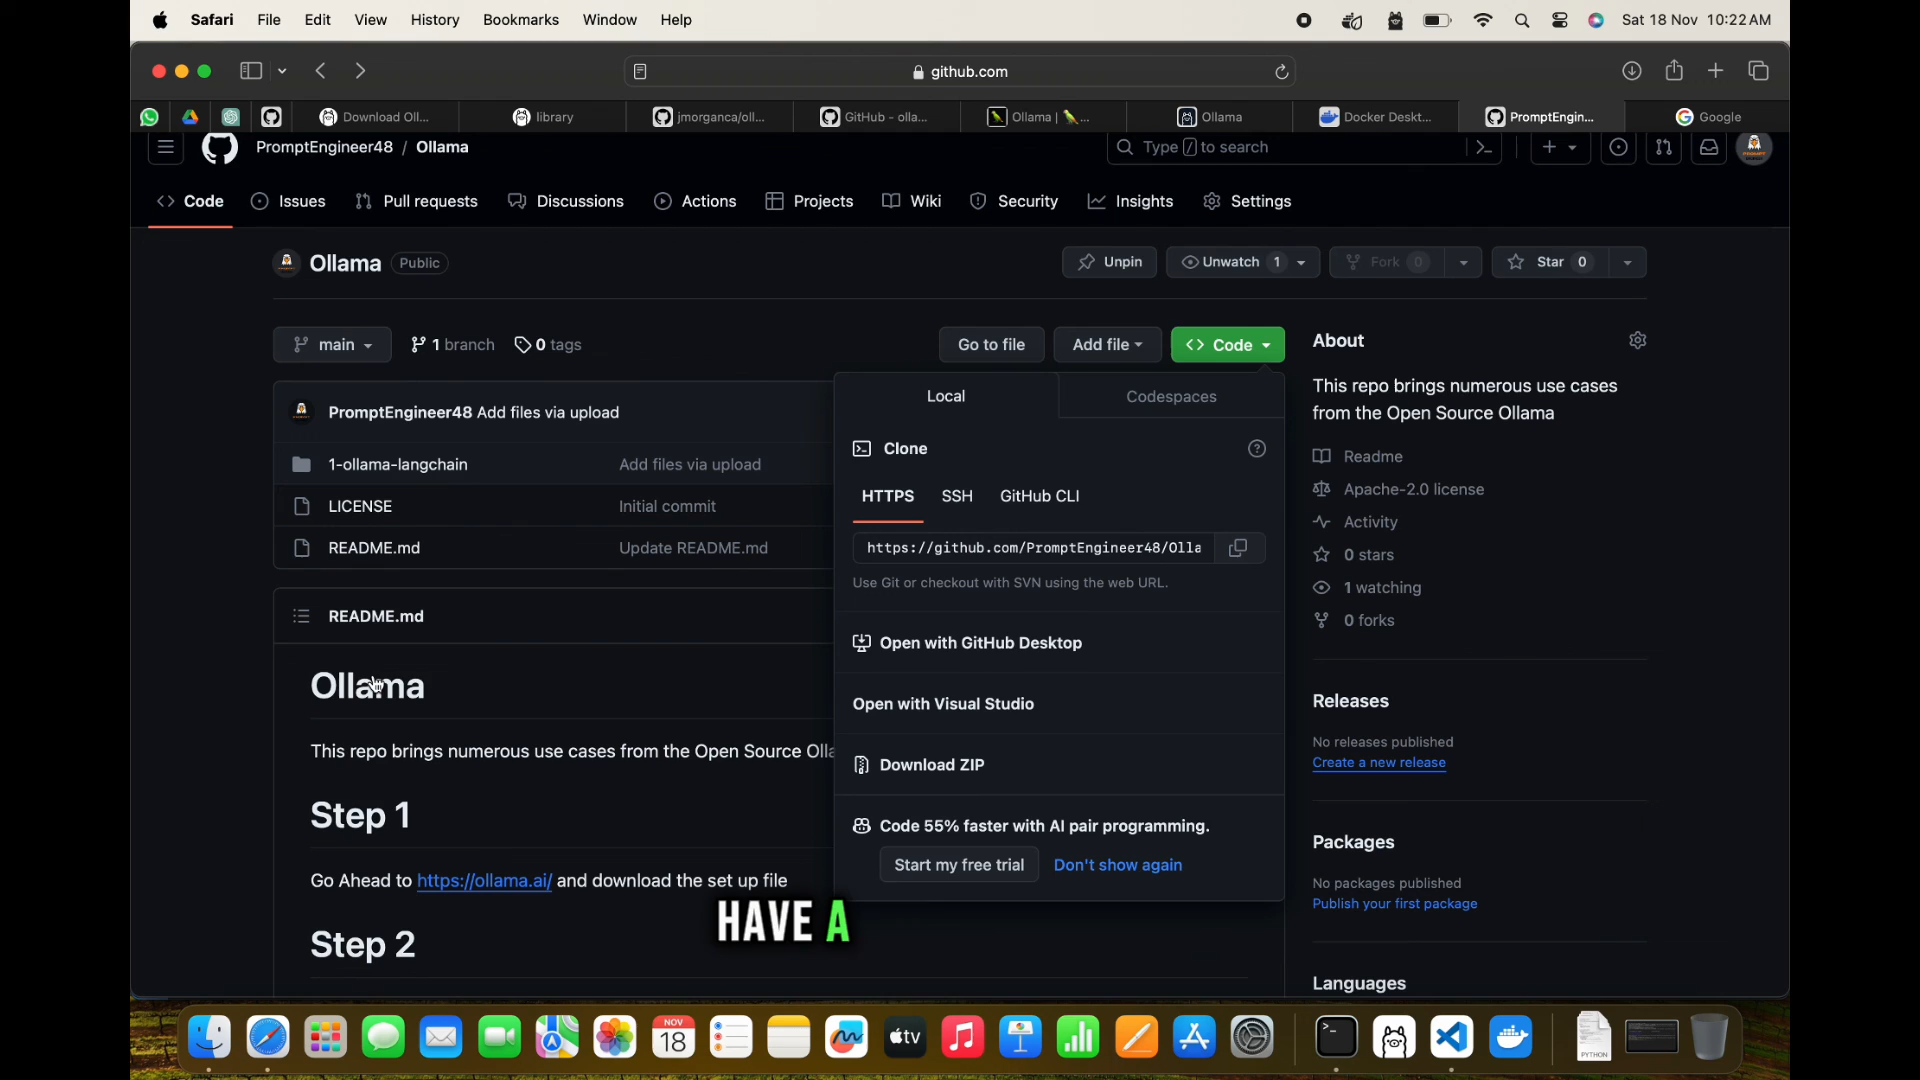 Safari File Edit View History Bookmarks Window Help Sat 18 Nov 10:22 AM
github.com
Download Oll... library jmorganca/oll... GitHub - olla... Ollama | 🦜... Ollama Docker Deskt... PromptEngin... Google
PromptEngineer48 / Ollama Type / to search
Code Issues Pull requests Discussions Actions Projects Wiki Security Insights Settings
Ollama Public Unpin Unwatch 1 Fork 0 Star 0
main 1 branch 0 tags Go to file Add file Code
About
This repo brings numerous use cases
from the Open Source Ollama
Readme
Apache-2.0 license
Activity
0 stars
1 watching
0 forks
Releases
No releases published
Create a new release
Packages
No packages published
Publish your first package
Languages
PromptEngineer48 Add files via upload
1-ollama-langchain Add files via upload
LICENSE Initial commit
README.md Update README.md
README.md
Ollama
This repo brings numerous use cases from the Open Source Olla
Step 1
Go Ahead to https://ollama.ai/ and download the set up file
Step 2
Local Codespaces
Clone
HTTPS SSH GitHub CLI
https://github.com/PromptEngineer48/Olla
Use Git or checkout with SVN using the web URL.
Open with GitHub Desktop
Open with Visual Studio
Download ZIP
Code 55% faster with AI pair programming.
Start my free trial Don't show again
HAVE A
NOV
18
tv
PYTHON